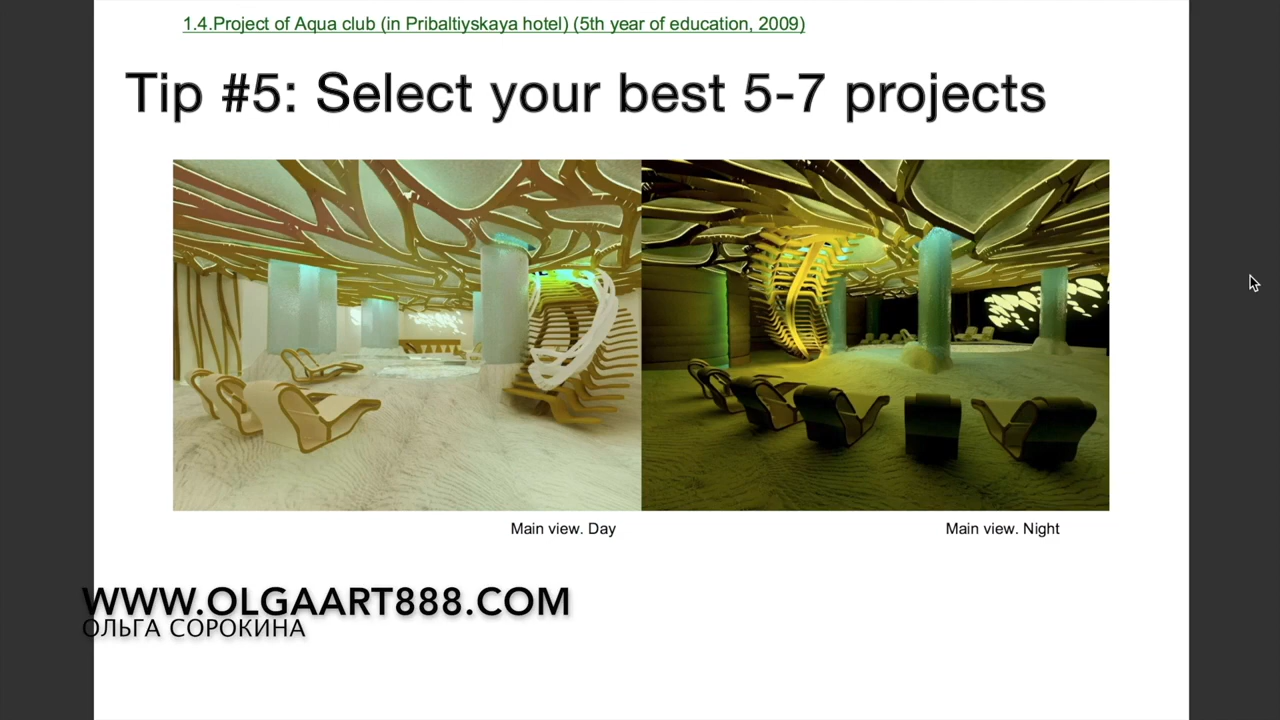 1.4.Project of Aqua club (in Pribaltiyskaya hotel) (5th year of education, 2009)
Tip #5: Select your best 5-7 projects
Main view. Day
Main view. Night
WWW.OLGAART888.COM
ОЛЬГА СОРОКИНА